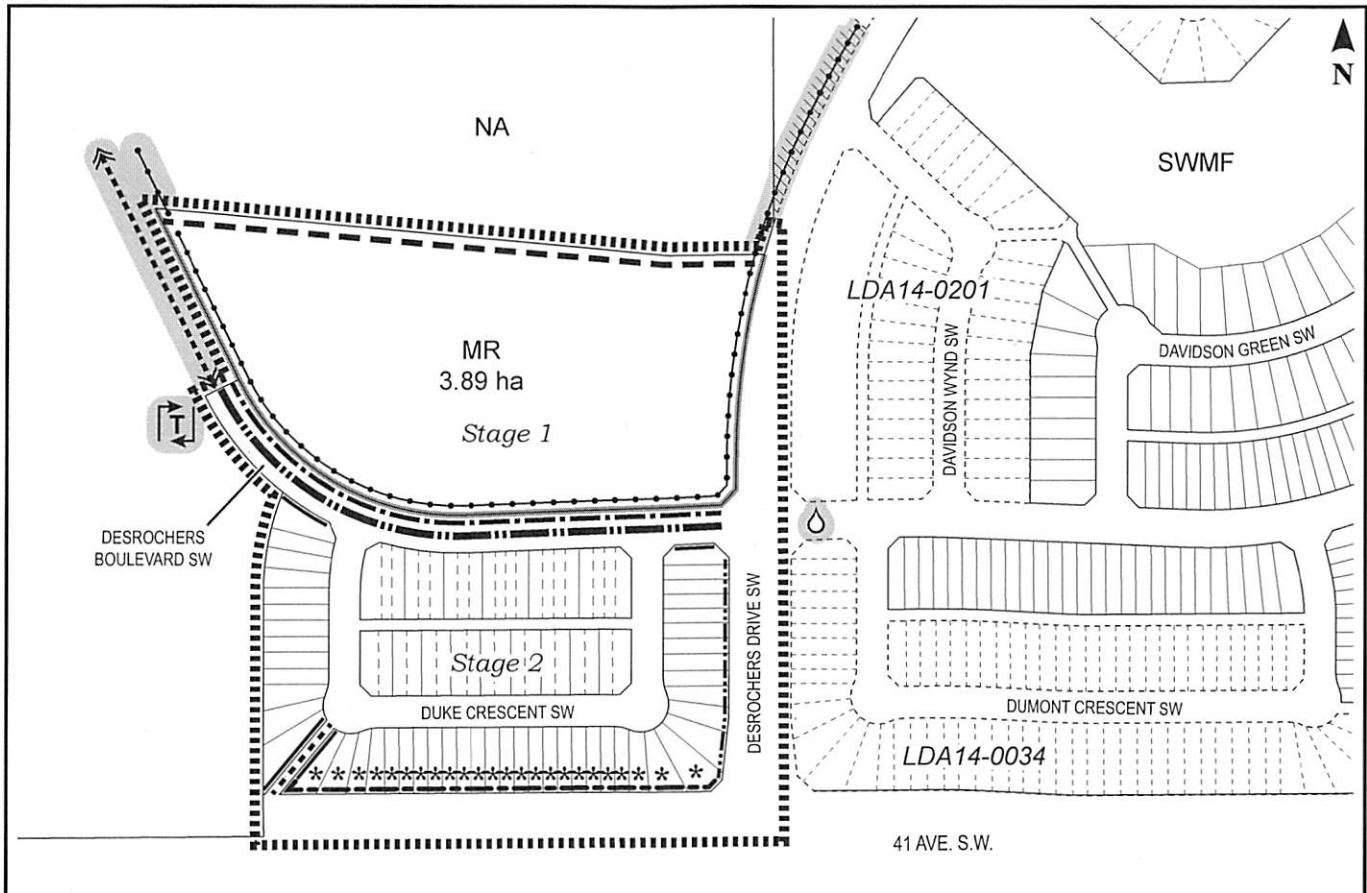 N
NA
SWMF
LDA14-0201
DAVIDSON GREEN SW
DAVIDSON WYND SW
MR
3.89 ha
Stage 1
T
DESROCHERS
BOULEVARD SW
DESROCHERS DRIVE SW
Stage 2
DUKE CRESCENT SW
DUMONT CRESCENT SW
LDA14-0034
41 AVE. S.W.